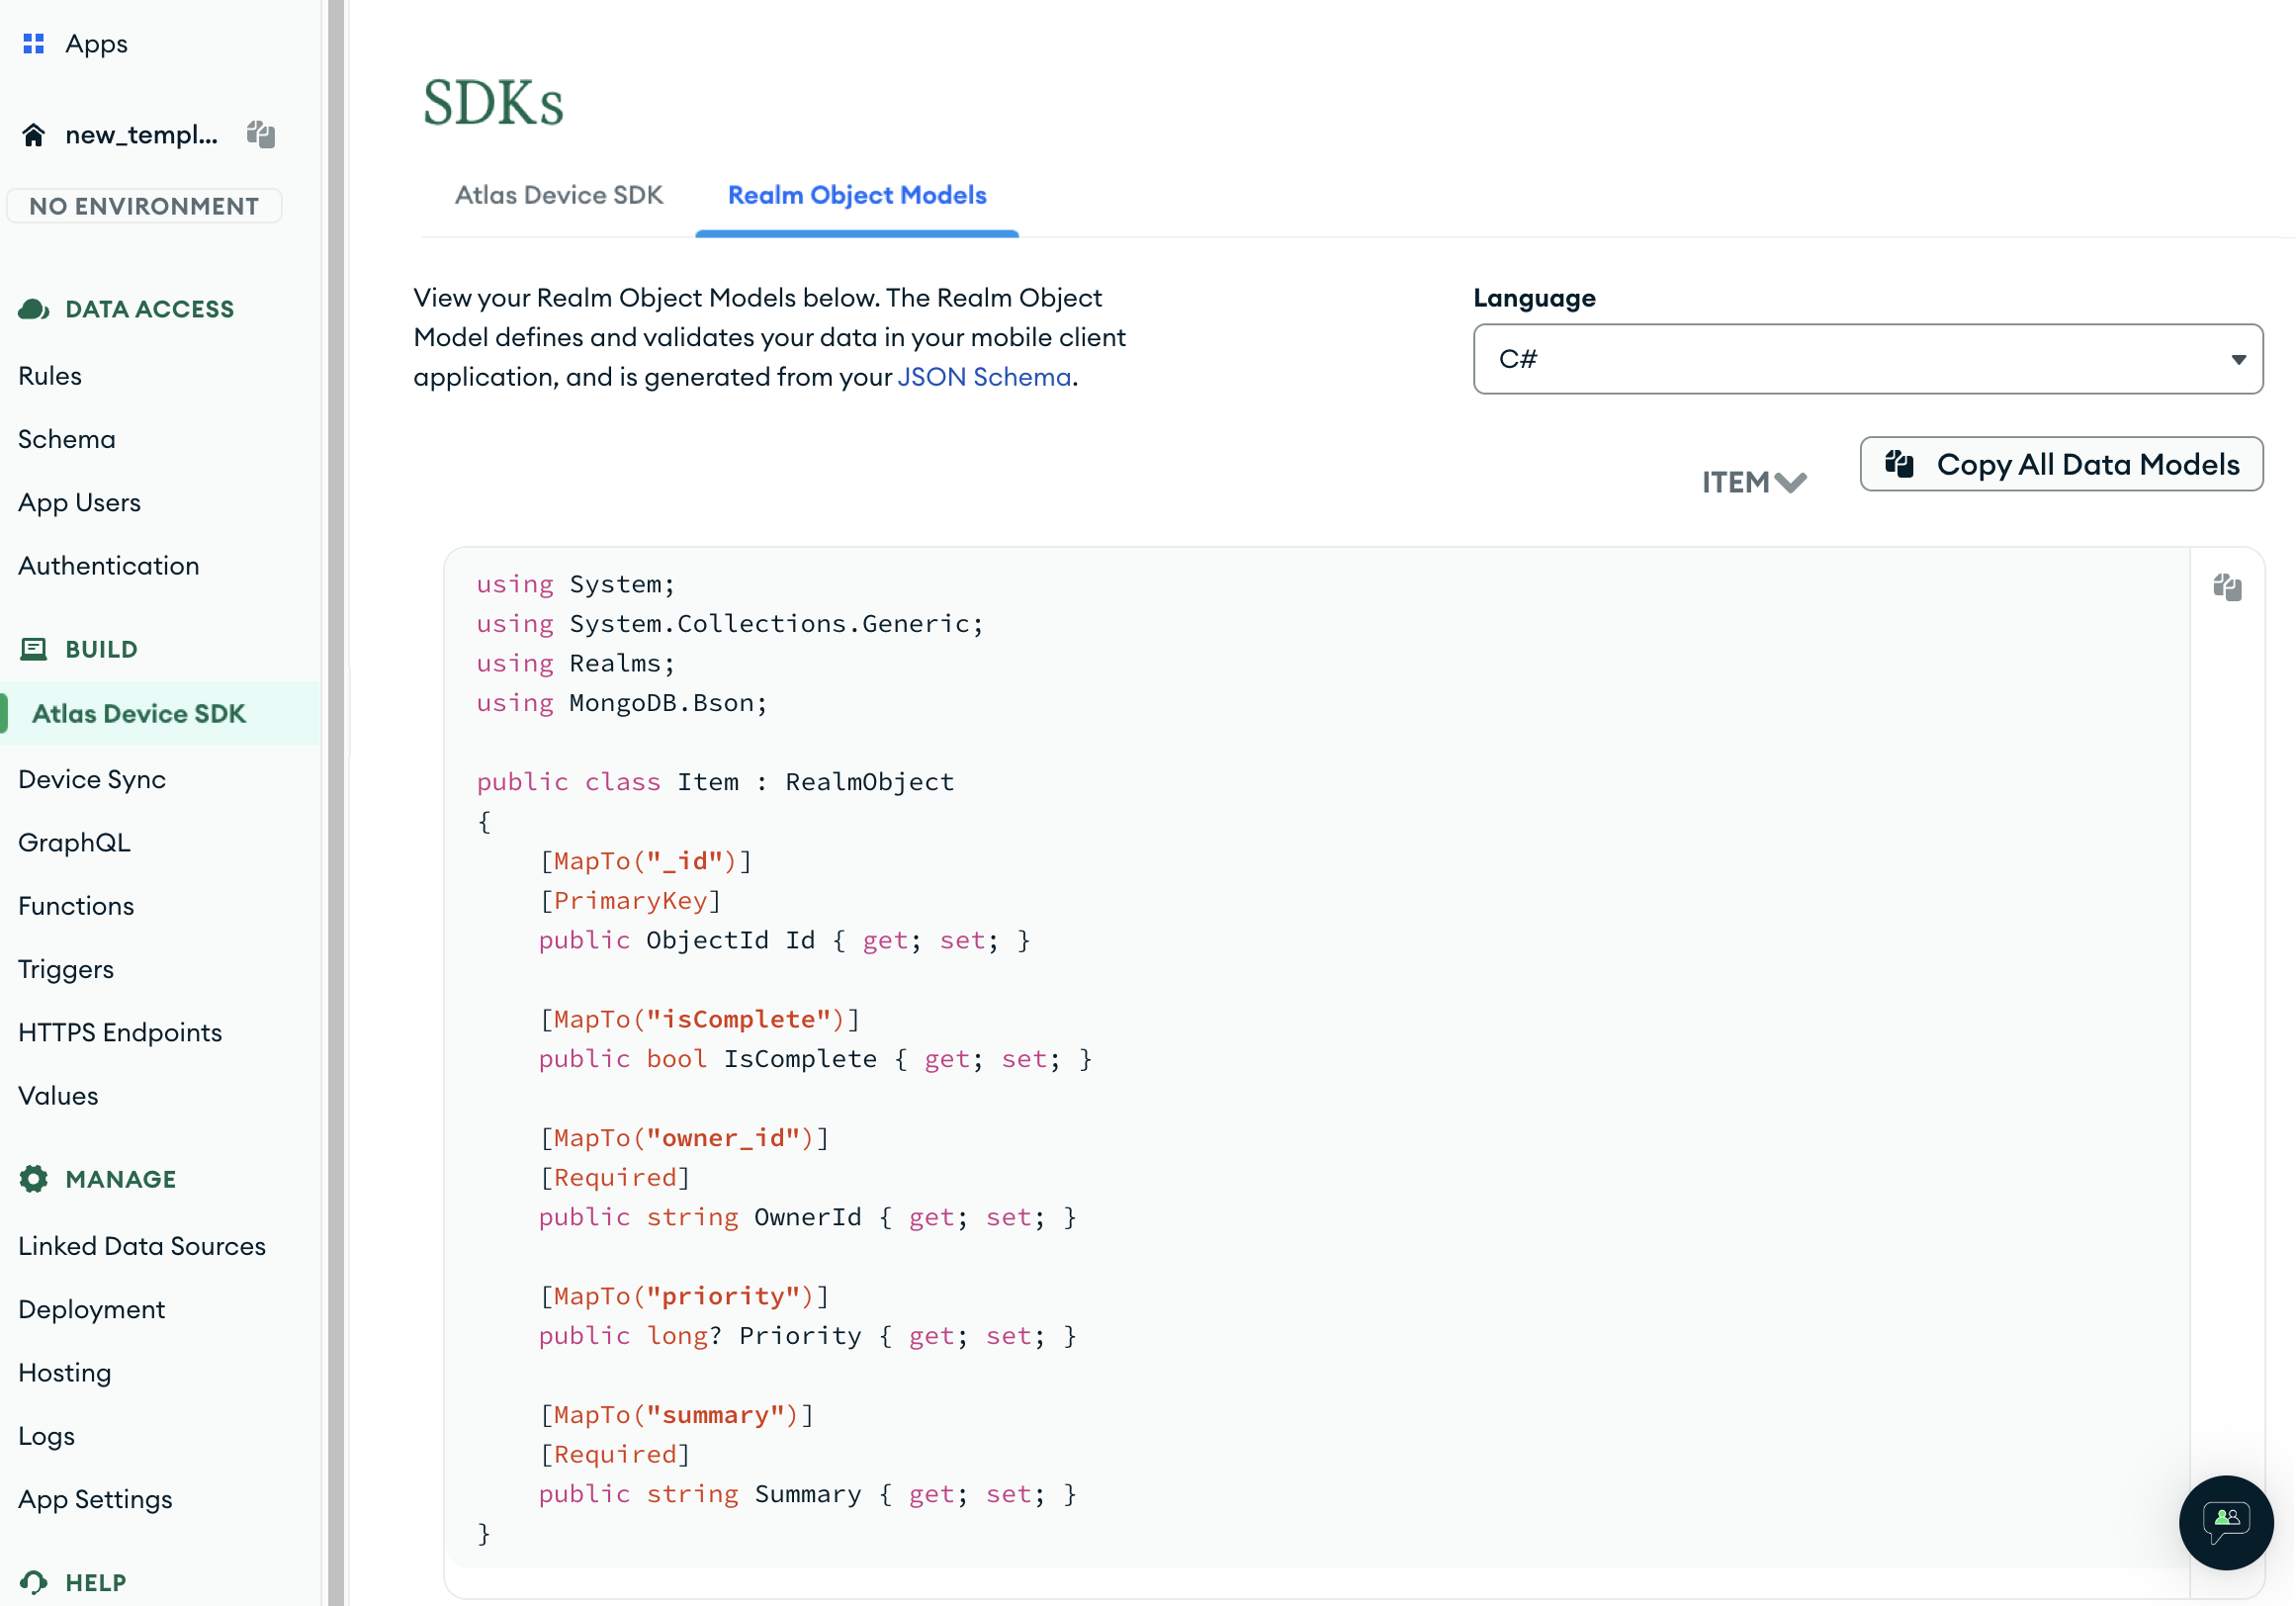 Apps
new_templ...
NO ENVIRONMENT
DATA ACCESS
Rules
Schema
App Users
Authentication
BUILD
Atlas Device SDK
Device Sync
GraphQL
Functions
Triggers
HTTPS Endpoints
Values
MANAGE
Linked Data Sources
Deployment
Hosting
Logs
App Settings
HELP
SDKs
Atlas Device SDK
Realm Object Models
View your Realm Object Models below. The Realm Object
Model defines and validates your data in your mobile client
application, and is generated from your JSON Schema.
Language
C#
ITEM
Copy All Data Models
using System;
using System.Collections.Generic;
using Realms;
using MongoDB.Bson;
public class Item : RealmObject
{
    [MapTo("_id")]
    [PrimaryKey]
    public ObjectId Id { get; set; }
    [MapTo("isComplete")]
    public bool IsComplete { get; set; }
    [MapTo("owner_id")]
    [Required]
    public string OwnerId { get; set; }
    [MapTo("priority")]
    public long? Priority { get; set; }
    [MapTo("summary")]
    [Required]
    public string Summary { get; set; }
}